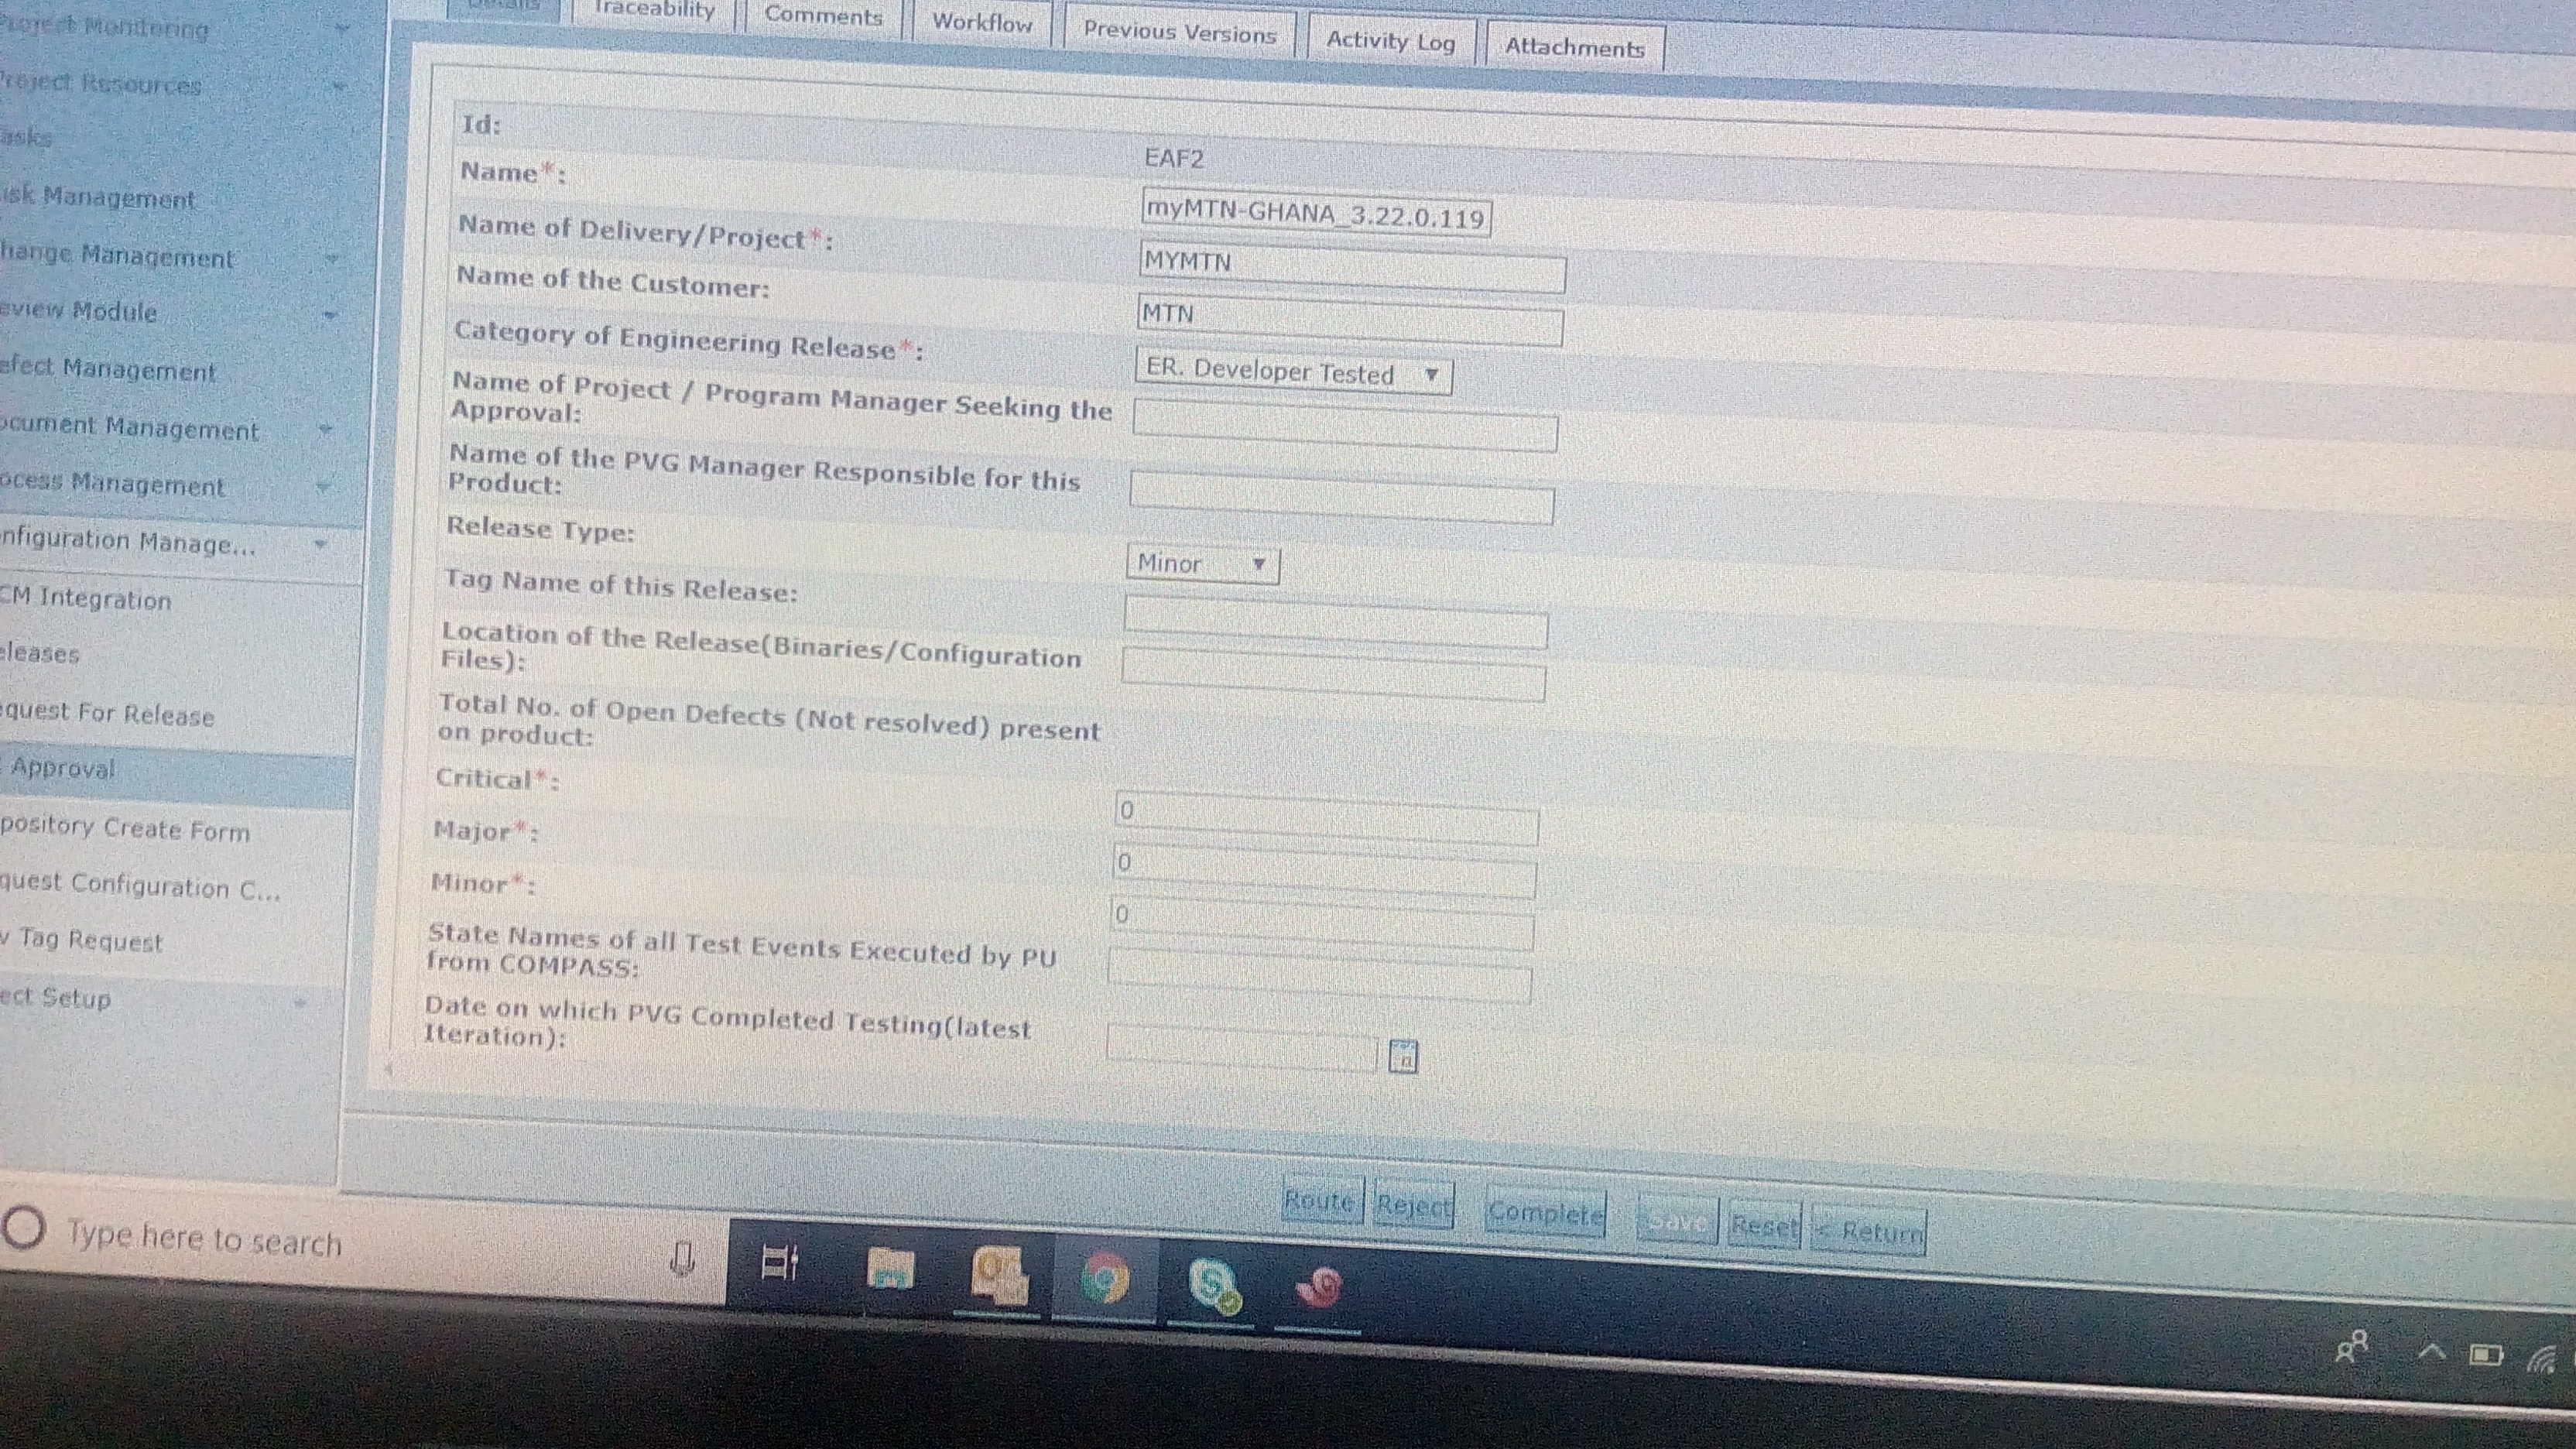 Details
Traceability
Comments
Workflow
Previous Versions
Activity Log
Attachments
Project Monitoring
Project Resources
asks
isk Management
hange Management
eview Module
efect Management
ocument Management
ocess Management
nfiguration Manage...
CM Integration
eleases
equest For Release
Approval
pository Create Form
quest Configuration C...
v Tag Request
ect Setup
Id:
EAF2
Name*:
myMTN-GHANA_3.22.0.119
Name of Delivery/Project*:
MYMTN
Name of the Customer:
MTN
Category of Engineering Release*:
ER. Developer Tested
Name of Project / Program Manager Seeking the
Approval:
Name of the PVG Manager Responsible for this
Product:
Release Type:
Minor
Tag Name of this Release:
Location of the Release(Binaries/Configuration
Files):
Total No. of Open Defects (Not resolved) present
on product:
Critical*:
0
Major*:
0
Minor*:
0
State Names of all Test Events Executed by PU
from COMPASS:
Date on which PVG Completed Testing(latest
Iteration):
Route
Reject
Complete
Save
Reset
< Return
Type here to search